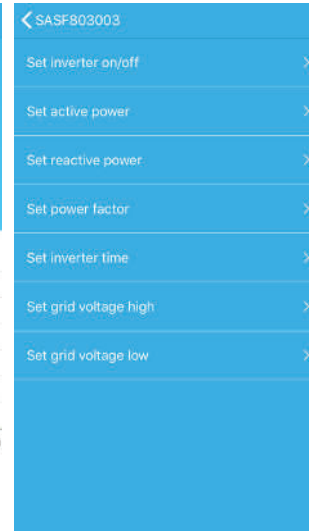 SASF803003
Set inverter on/off
Set active power
Set reactive power
Set power factor
Set inverter time
Set grid voltage high
Set grid voltage low